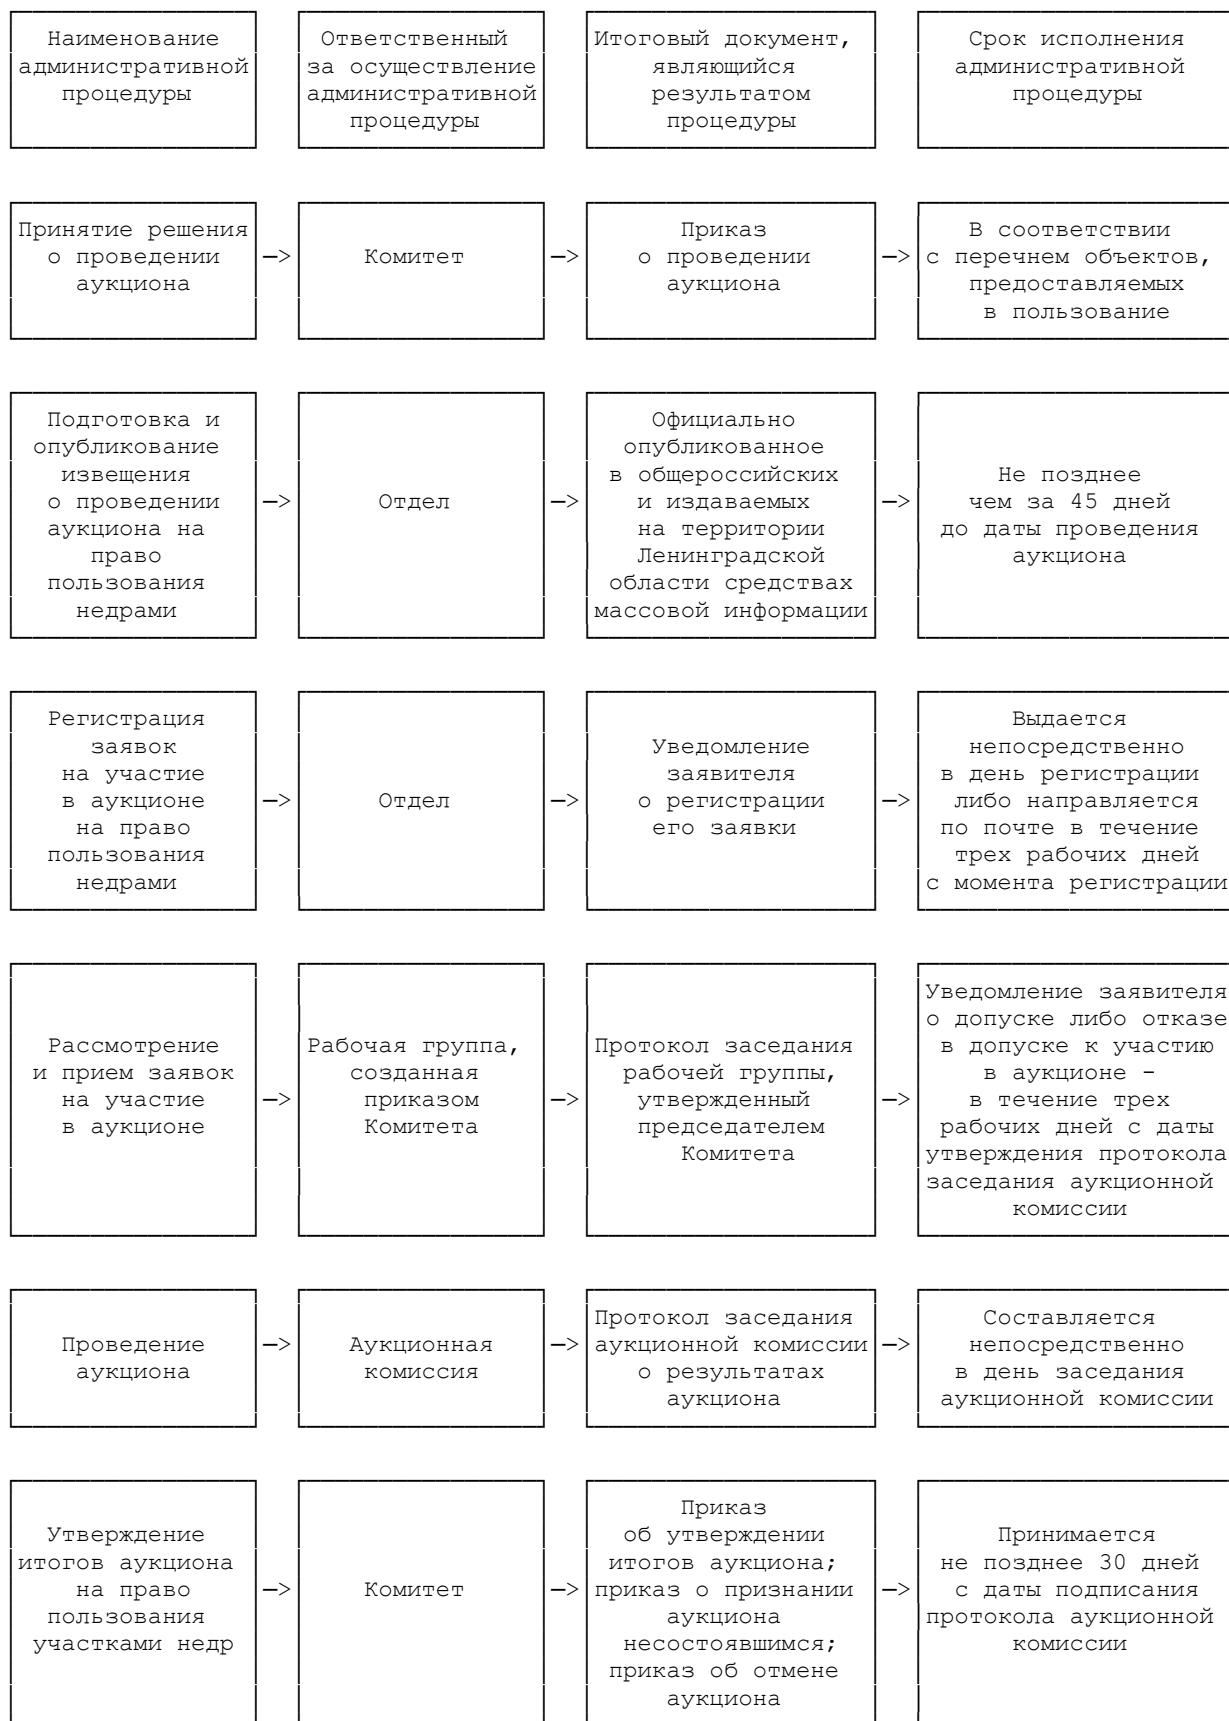 Наименование
административной
процедуры
Ответственный
за осуществление
административной
процедуры
Итоговый документ,
являющийся
результатом
процедуры
Срок исполнения
административной
процедуры
Принятие решения
о проведении
аукциона
─>
Комитет
─>
Приказ
о проведении
аукциона
─>
В соответствии
с перечнем объектов,
предоставляемых
в пользование
Подготовка и
опубликование
извещения
о проведении
аукциона на
право
пользования
недрами
─>
Отдел
─>
Официально
опубликованное
в общероссийских
и издаваемых
на территории
Ленинградской
области средствах
массовой информации
─>
Не позднее
чем за 45 дней
до даты проведения
аукциона
Регистрация
заявок
на участие
в аукционе
на право
пользования
недрами
─>
Отдел
─>
Уведомление
заявителя
о регистрации
его заявки
─>
Выдается
непосредственно
в день регистрации
либо направляется
по почте в течение
трех рабочих дней
с момента регистрации
Рассмотрение
и прием заявок
на участие
в аукционе
─>
Рабочая группа,
созданная
приказом
Комитета
─>
Протокол заседания
рабочей группы,
утвержденный
председателем
Комитета
─>
Уведомление заявителя
о допуске либо отказе
в допуске к участию
в аукционе -
в течение трех
рабочих дней с даты
утверждения протокола
заседания аукционной
комиссии
Проведение
аукциона
─>
Аукционная
комиссия
─>
Протокол заседания
аукционной комиссии
о результатах
аукциона
─>
Составляется
непосредственно
в день заседания
аукционной комиссии
Утверждение
итогов аукциона
на право
пользования
участками недр
─>
Комитет
─>
Приказ
об утверждении
итогов аукциона;
приказ о признании
аукциона
несостоявшимся;
приказ об отмене
аукциона
─>
Принимается
не позднее 30 дней
с даты подписания
протокола аукционной
комиссии